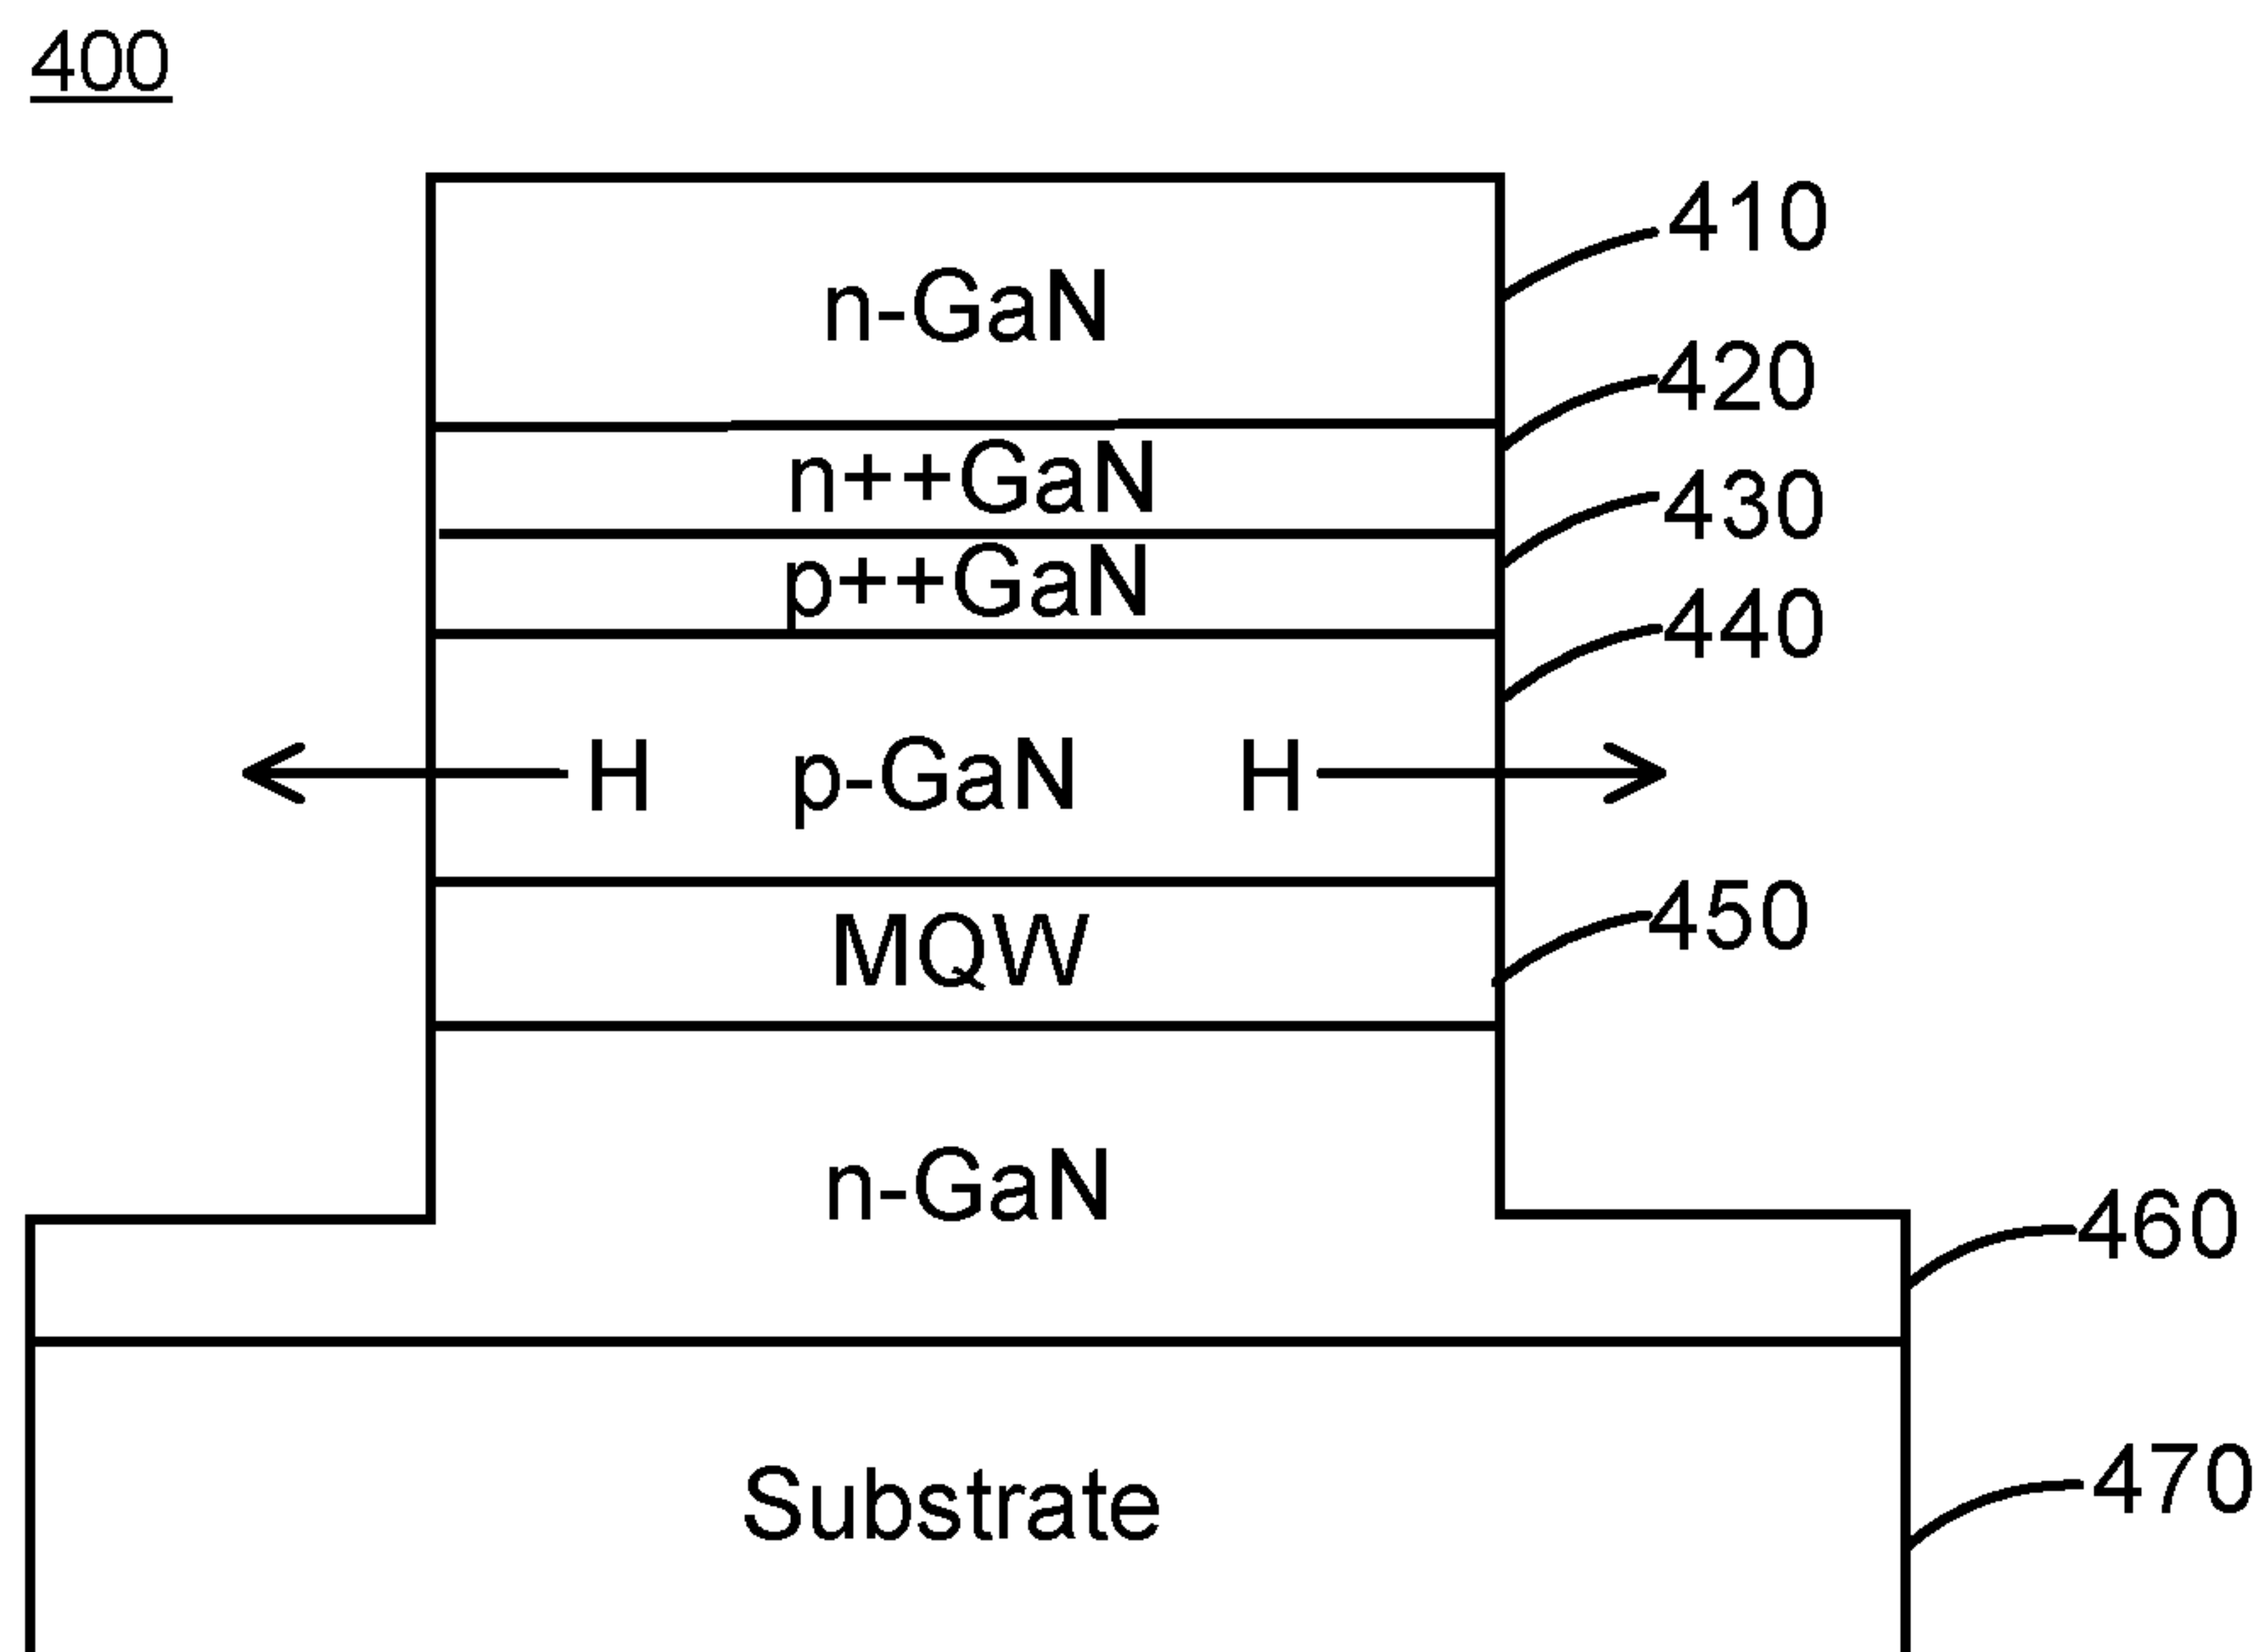 400
410
n-GaN
420
n++GaN
430
p++GaN
440
H p-GaN H
450
MQW
n-GaN
460
470
Substrate